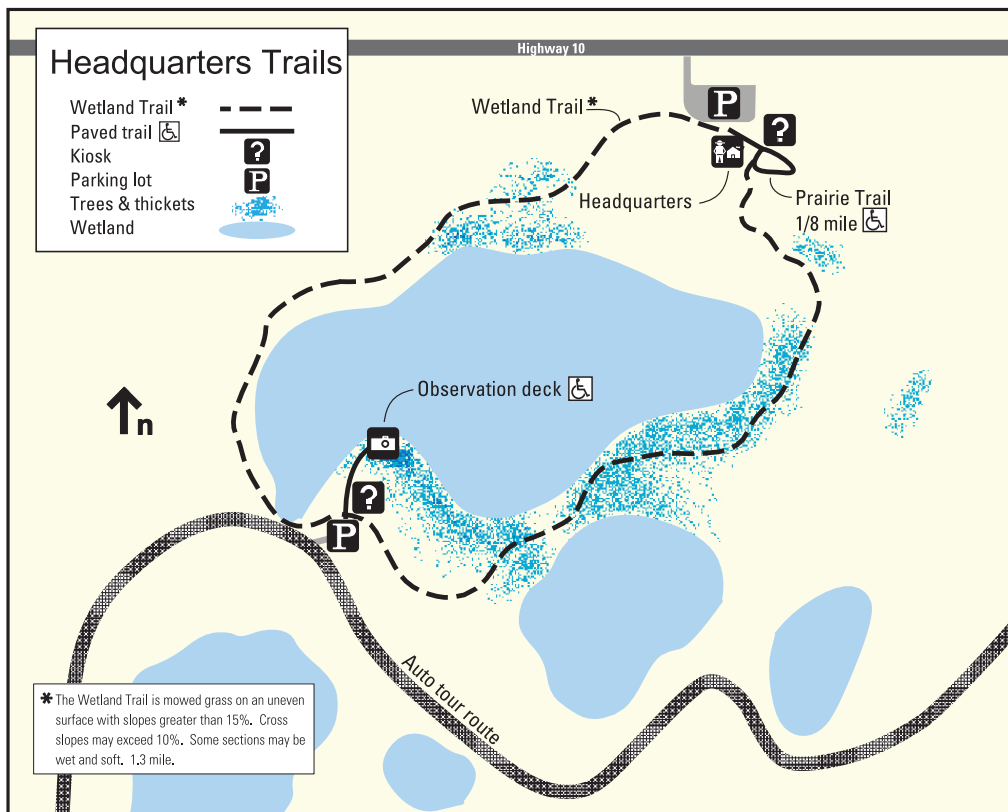 Highway 10
Headquarters Trails
Wetland Trail *
Paved trail
Kiosk
?
Parking lot
P
Trees & thickets
Wetland
Wetland Trail *
P
?
Headquarters
Prairie Trail
1/8 mile
Observation deck
n
?
P
Auto tour route
* The Wetland Trail is mowed grass on an uneven
surface with slopes greater than 15%. Cross
slopes may exceed 10%. Some sections may be
wet and soft. 1.3 mile.